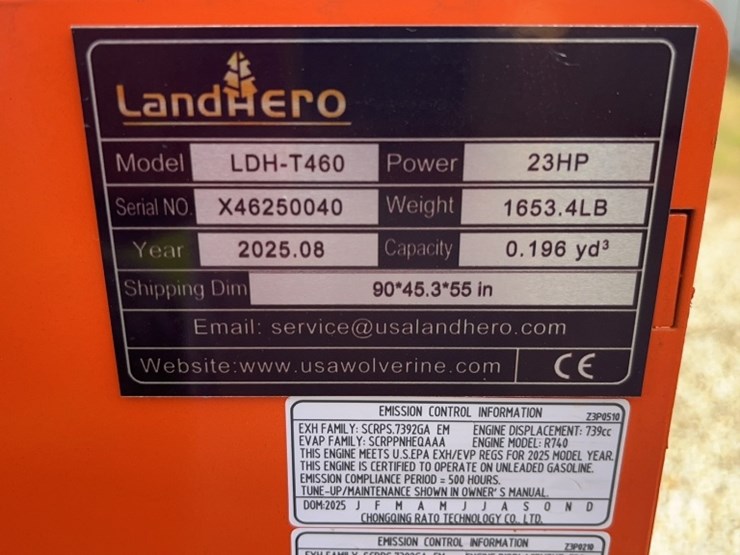 LandHero
Model LDH-T460 Power 23HP
Serial NO. X46250040 Weight 1653.4LB
Year 2025.08 Capacity 0.196 yd³
Shipping Dim 90*45.3*55 in
Email: service@usalandhero.com
Website:www.usawolverine.com CE
EMISSION CONTROL INFORMATION Z3P0510
EXH FAMILY: SCRPS.7392GA EM ENGINE DISPLACEMENT: 739cc
EVAP FAMILY: SCRPPNHEQAAA ENGINE MODEL: R740
THIS ENGINE MEETS U.S.EPA EXH/EVP REGS FOR 2025 MODEL YEAR.
THIS ENGINE IS CERTIFIED TO OPERATE ON UNLEADED GASOLINE.
EMISSION COMPLIANCE PERIOD = 500 HOURS.
TUNE-UP/MAINTENANCE SHOWN IN OWNER'S MANUAL.
DOM:2025 J F M A M J J A S O N D
CHONGQING RATO TECHNOLOGY CO., LTD.
EMISSION CONTROL INFORMATION Z3P0210